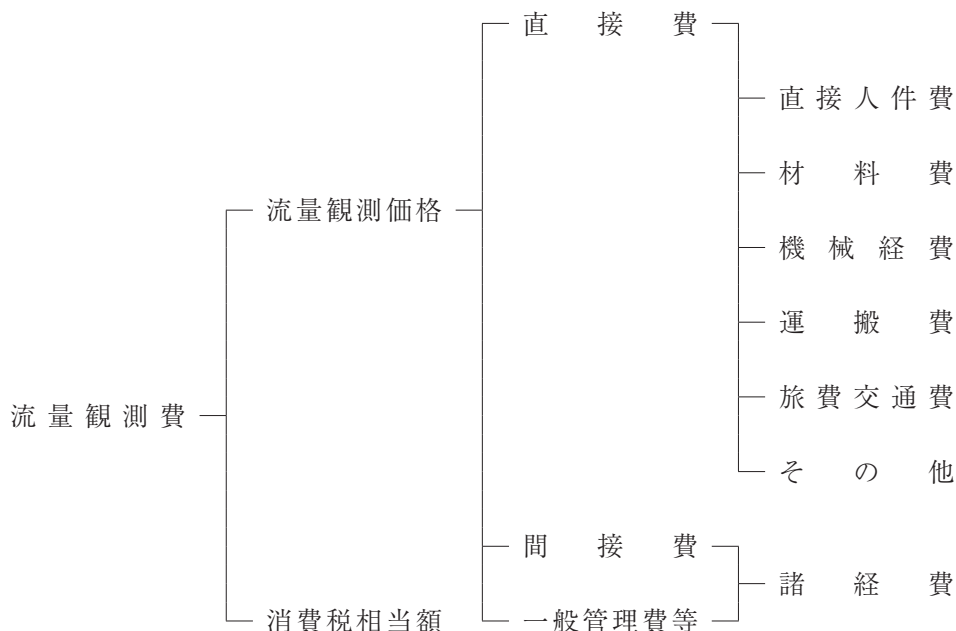 直接費
直接人件費
材料費
機械経費
流量観測価格
運搬費
旅費交通費
流量観測費
その他
間接費
諸経費
消費税相当額
一般管理費等